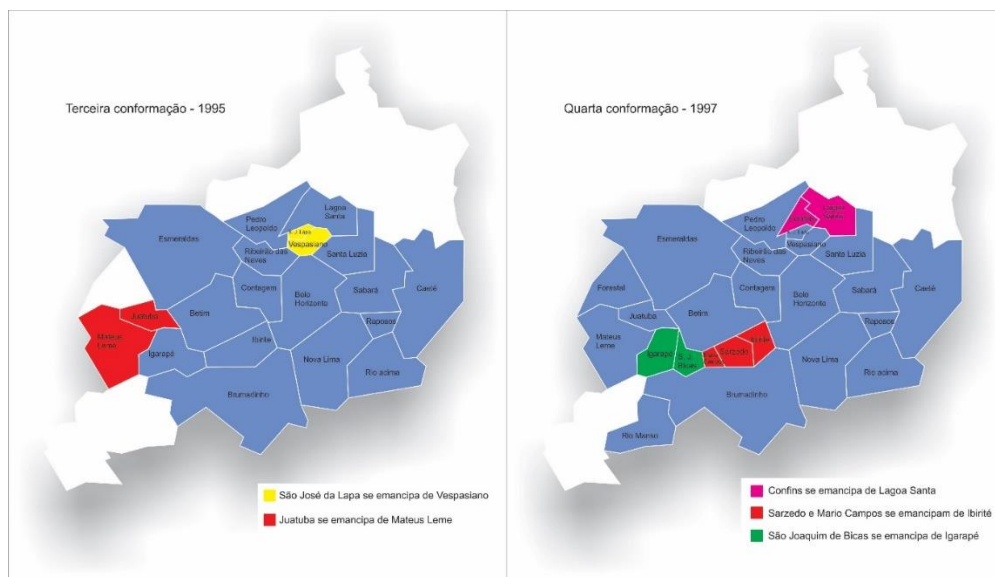 Terceira conformação - 1995
Lagoa
Santa
Pedro
Leopoldo
S. J. Lapa
Vespasiano
Esmeraldas
Ribeirão das
Neves
Santa Luzia
Contagem
Belo
Horizonte
Sabará
Caeté
Juatuba
Betim
Raposos
Mateus
Leme
Igarapé
Ibirite
Nova Lima
Rio acima
Brumadinho
São José da Lapa se emancipa de Vespasiano
Juatuba se emancipa de Mateus Leme
Quarta conformação - 1997
Lagoa
Santa
Pedro
Leopoldo
Vespasiano
Esmeraldas
Ribeirão das
Neves
Santa Luzia
Contagem
Belo
Horizonte
Sabará
Caeté
Florestal
Juatuba
Betim
Raposos
Mateus
Leme
Igarapé
S. J.
Bicas
Sarzedo
Nova Lima
Rio acima
Brumadinho
Rio Manso
Confins se emancipa de Lagoa Santa
Sarzedo e Mario Campos se emancipam de Ibirité
São Joaquim de Bicas se emancipa de Igarapé